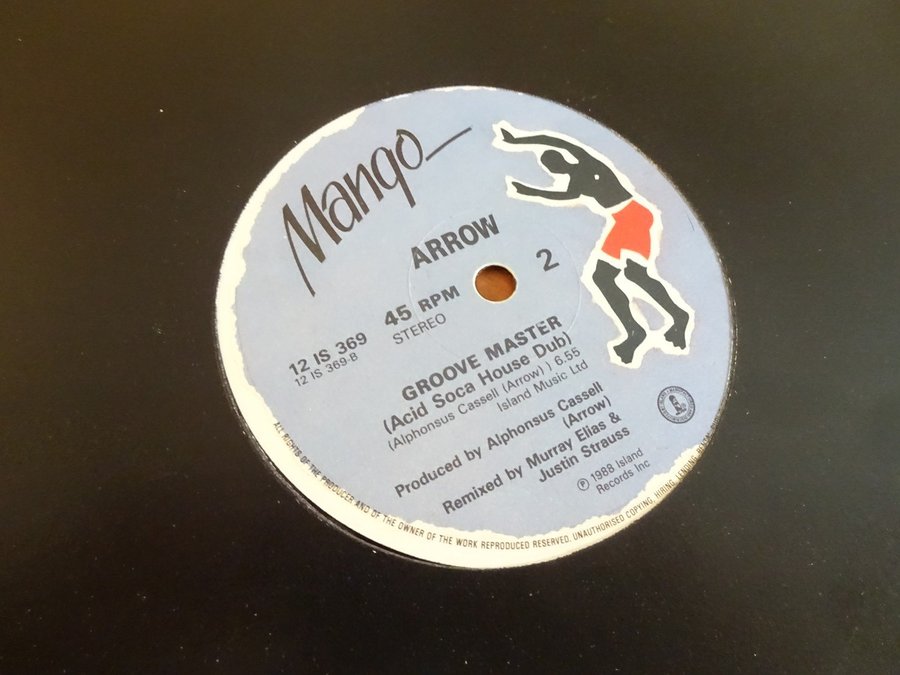 Mango
ARROW
2
45 RPM
STEREO
12 IS 369
12 IS 369-B
GROOVE MASTER
(Acid Soca House Dub)
(Alphonsus Cassell (Arrow) ) 6.55
Island Music Ltd
Produced by Alphonsus Cassell
(Arrow)
Remixed by Murray Elias &
Justin Strauss
℗ 1988 Island
Records Inc
ALL RIGHTS OF THE PRODUCER AND OF THE OWNER OF THE WORK REPRODUCED RESERVED. UNAUTHORISED COPYING, HIRING, LENDING,